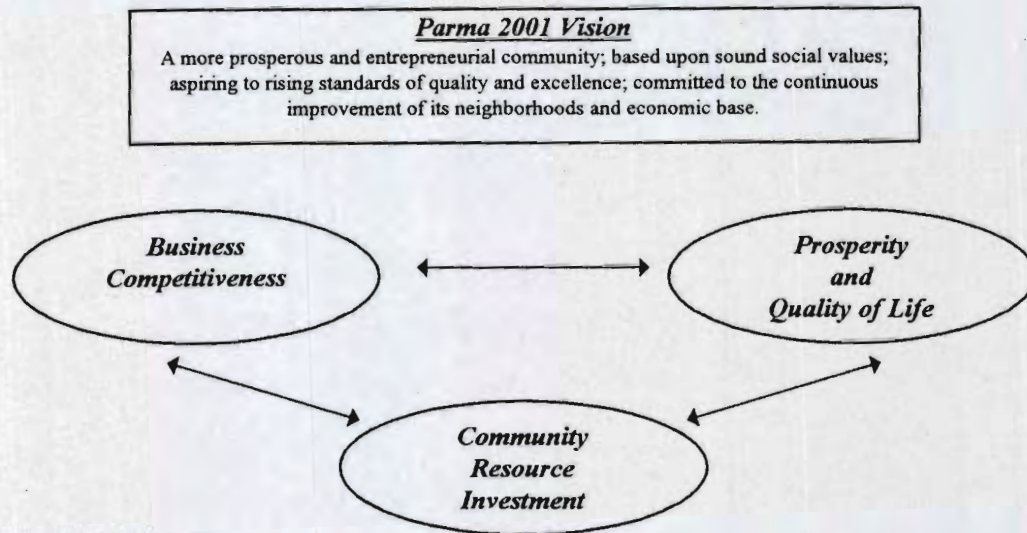 Parma 2001 Vision
A more prosperous and entrepreneurial community; based upon sound social values;
aspiring to rising standards of quality and excellence; committed to the continuous
improvement of its neighborhoods and economic base.
Business
Competitiveness
Prosperity
and
Quality of Life
Community
Resource
Investment